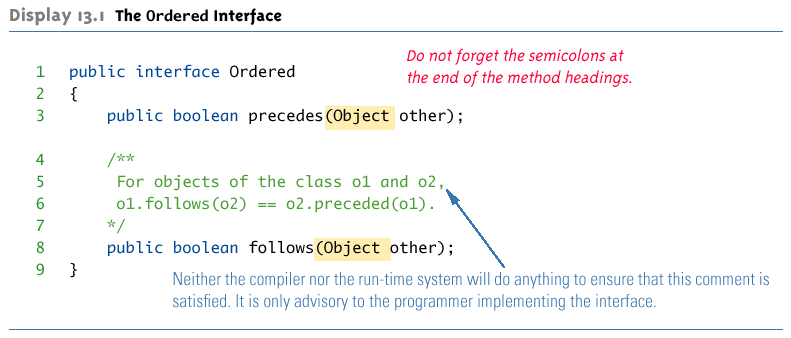 Display 13.1 The Ordered Interface
Do not forget the semicolons at
the end of the method headings.
1 public interface Ordered
2 {
3 public boolean precedes(Object other);
4 /**
5 For objects of the class o1 and o2,
6 o1.follows(o2) == o2.preceded(o1).
7 */
8 public boolean follows(Object other);
9 }
Neither the compiler nor the run-time system will do anything to ensure that this comment is
satisfied. It is only advisory to the programmer implementing the interface.